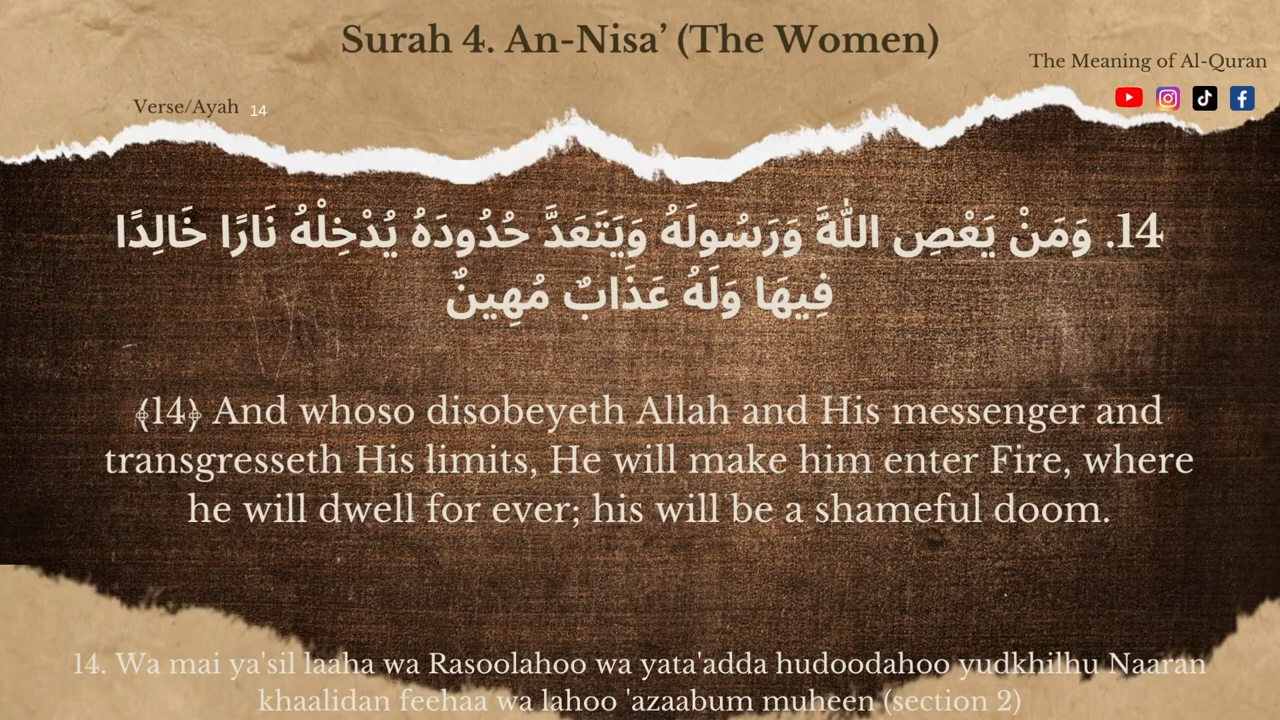 Surah 4. An-Nisa’ (The Women)
The Meaning of Al-Quran
Verse/Ayah 14
14. وَمَنْ يَعْصِ اللَّهَ وَرَسُولَهُ وَيَتَعَدَّ حُدُودَهُ يُدْخِلْهُ نَارًا خَالِدًا
فِيهَا وَلَهُ عَذَابٌ مُهِينٌ
﴾14﴿ And whoso disobeyeth Allah and His messenger and
transgresseth His limits, He will make him enter Fire, where
he will dwell for ever; his will be a shameful doom.
14. Wa mai ya'sil laaha wa Rasoolahoo wa yata'adda hudoodahoo yudkhilhu Naaran
khaalidan feehaa wa lahoo 'azaabum muheen (section 2)